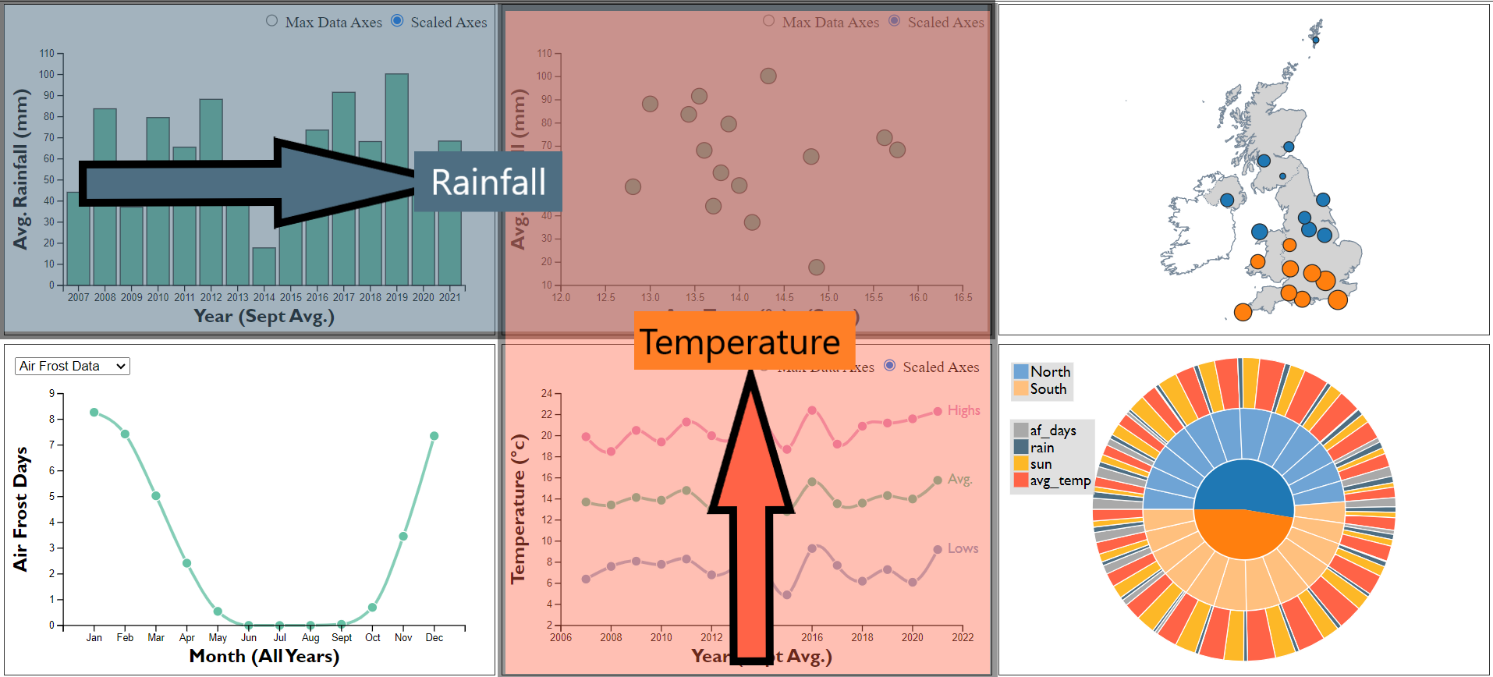 Max Data Axes Scaled Axes
Avg. Rainfall (mm)
110
100
90
80
70
60
50
40
30
20
10
0
2007 2008 2009 2010 2011 2012 2013 2014 2015 2016 2017 2018 2019 2020 2021
Year (Sept Avg.)
Rainfall
Max Data Axes Scaled Axes
(mm)
110
100
90
80
70
40
30
20
10
12.0 12.5 13.0 13.5 14.0 14.5 15.0 15.5 16.0 16.5
Temperature
Air Frost Data
Air Frost Days
9
8
7
6
5
4
3
2
1
0
Jan Feb Mar Apr May Jun Jul Aug Sept Oct Nov Dec
Month (All Years)
Max Data Axes Scaled Axes
Temperature (°c)
24
22
20
18
16
14
12
10
8
6
4
2
Highs
Avg.
Lows
2006 2008 2010 2012 2016 2018 2020 2022
Year Avg.)
North
South
af_days
rain
sun
avg_temp